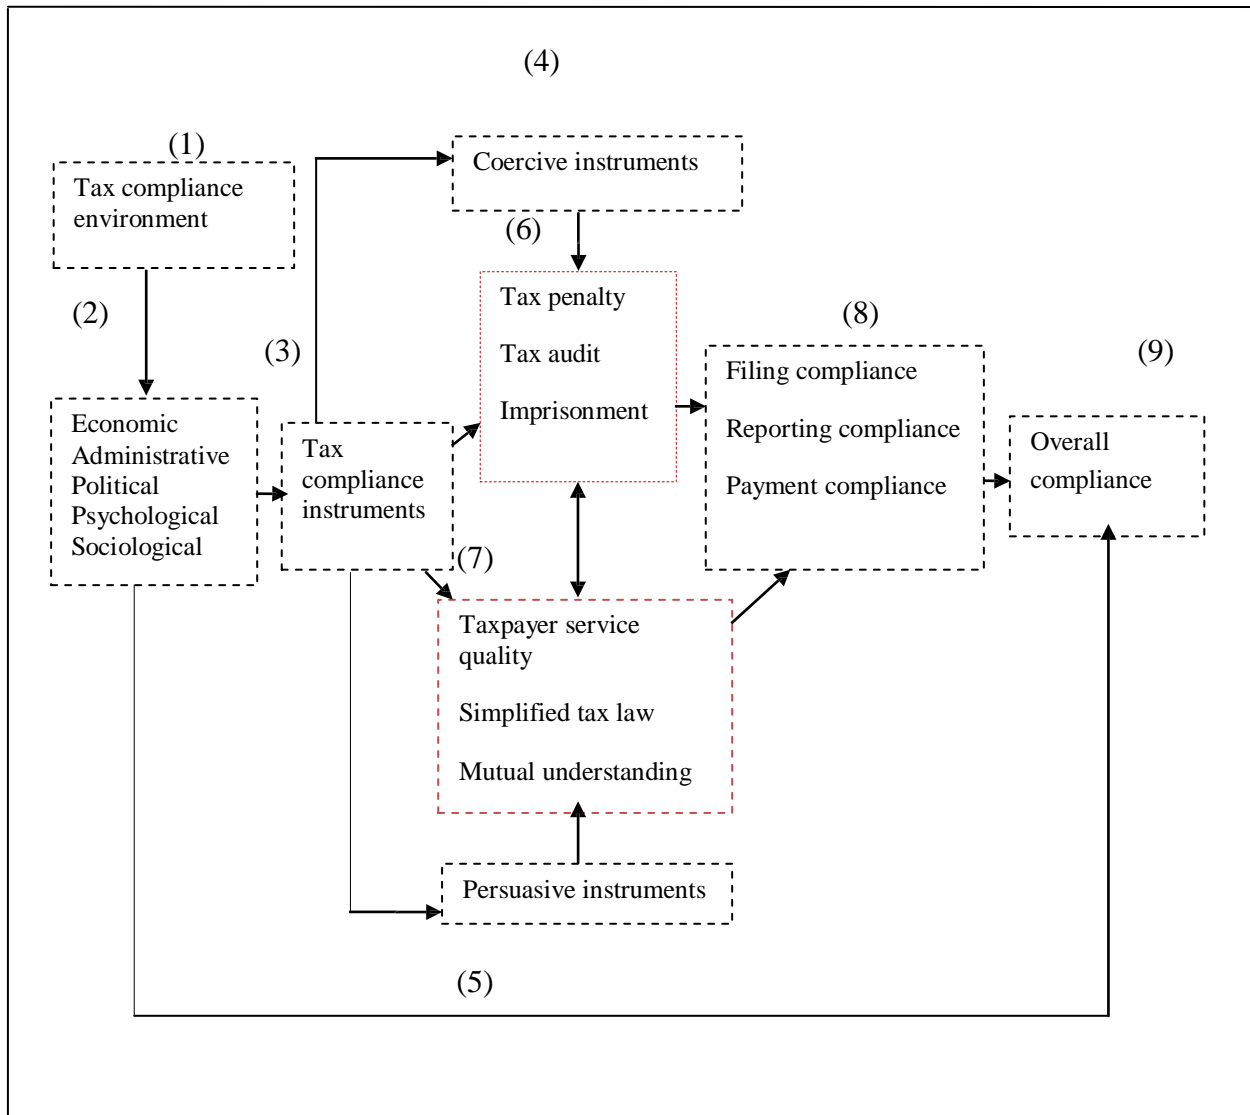 (4)
(1)
Coercive instruments
Tax compliance
environment
(6)
Tax penalty
(2)
(3)
(8)
(9)
Tax audit
Filing compliance
Imprisonment
Economic
Administrative
Political
Psychological
Sociological
Tax
compliance
instruments
Reporting compliance
Overall
compliance
Payment compliance
(7)
Taxpayer service
quality
Simplified tax law
Mutual understanding
Persuasive instruments
(5)